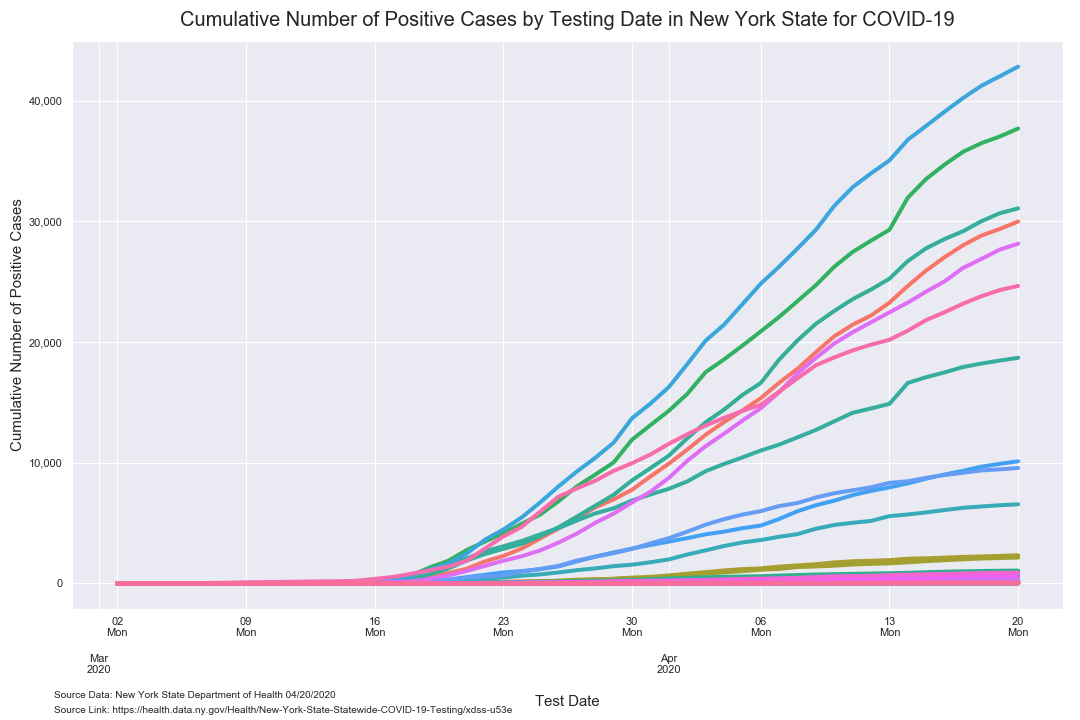 Cumulative Number of Positive Cases by Testing Date in New York State for COVID-19
Cumulative Number of Positive Cases
40,000
30,000
20,000
10,000
0
02 09 16 23 30 06 13 20
Mon Mon Mon Mon Mon Mon Mon Mon
Mar Apr
2020 2020
Test Date
Source Data: New York State Department of Health 04/20/2020
Source Link: https://health.data.ny.gov/Health/New-York-State-Statewide-COVID-19-Testing/xdss-u53e